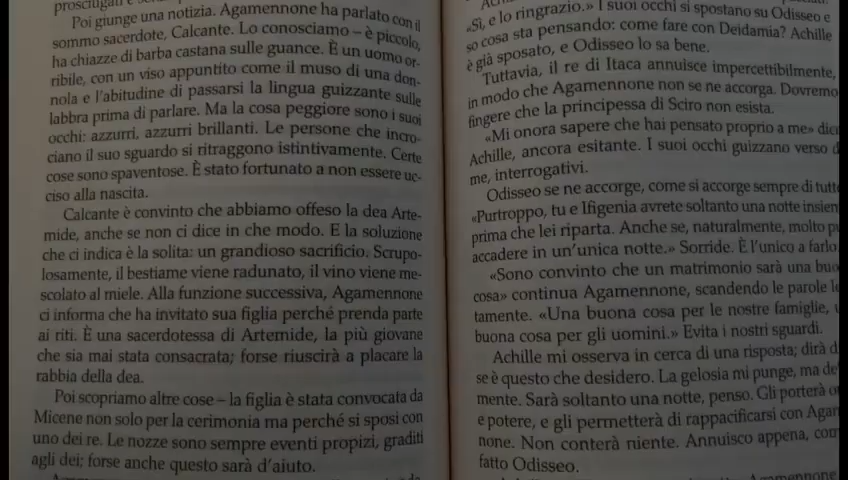 prosciugati e
Poi giunge una notizia. Agamennone ha parlato con il
sommo sacerdote, Calcante. Lo conosciamo – è piccolo,
ha chiazze di barba castana sulle guance. È un uomo or-
ribile, con un viso appuntito come il muso di una don-
nola e l'abitudine di passarsi la lingua guizzante sulle
labbra prima di parlare. Ma la cosa peggiore sono i suoi
occhi: azzurri, azzurri brillanti. Le persone che incro-
ciano il suo sguardo si ritraggono istintivamente. Certe
cose sono spaventose. È stato fortunato a non essere uc-
ciso alla nascita.
Calcante è convinto che abbiamo offeso la dea Arte-
mide, anche se non ci dice in che modo. E la soluzione
che ci indica è la solita: un grandioso sacrificio. Scrupo-
losamente, il bestiame viene radunato, il vino viene me-
scolato al miele. Alla funzione successiva, Agamennone
ci informa che ha invitato sua figlia perché prenda parte
ai riti. È una sacerdotessa di Artemide, la più giovane
che sia mai stata consacrata; forse riuscirà a placare la
rabbia della dea.
Poi scopriamo altre cose – la figlia è stata convocata da
Micene non solo per la cerimonia ma perché si sposi con
uno dei re. Le nozze sono sempre eventi propizi, graditi
agli dei; forse anche questo sarà d'aiuto.
«Sì, e lo ringrazio.» I suoi occhi si spostano su Odisseo e
so cosa sta pensando: come fare con Deidamia? Achille
è già sposato, e Odisseo lo sa bene.
Tuttavia, il re di Itaca annuisce impercettibilmente,
in modo che Agamennone non se ne accorga. Dovremo
fingere che la principessa di Sciro non esista.
«Mi onora sapere che hai pensato proprio a me» dice
Achille, ancora esitante. I suoi occhi guizzano verso d
me, interrogativi.
Odisseo se ne accorge, come si accorge sempre di tutt
«Purtroppo, tu e Ifigenia avrete soltanto una notte insien
prima che lei riparta. Anche se, naturalmente, molto pu
accadere in un'unica notte.» Sorride. È l'unico a farlo
«Sono convinto che un matrimonio sarà una buo
cosa» continua Agamennone, scandendo le parole le
tamente. «Una buona cosa per le nostre famiglie, u
buona cosa per gli uomini.» Evita i nostri sguardi.
Achille mi osserva in cerca di una risposta; dirà d
se è questo che desidero. La gelosia mi punge, ma de
mente. Sarà soltanto una notte, penso. Gli porterà o
e potere, e gli permetterà di rappacificarsi con Agam
none. Non conterà niente. Annuisco appena, com
fatto Odisseo.
Agamennone